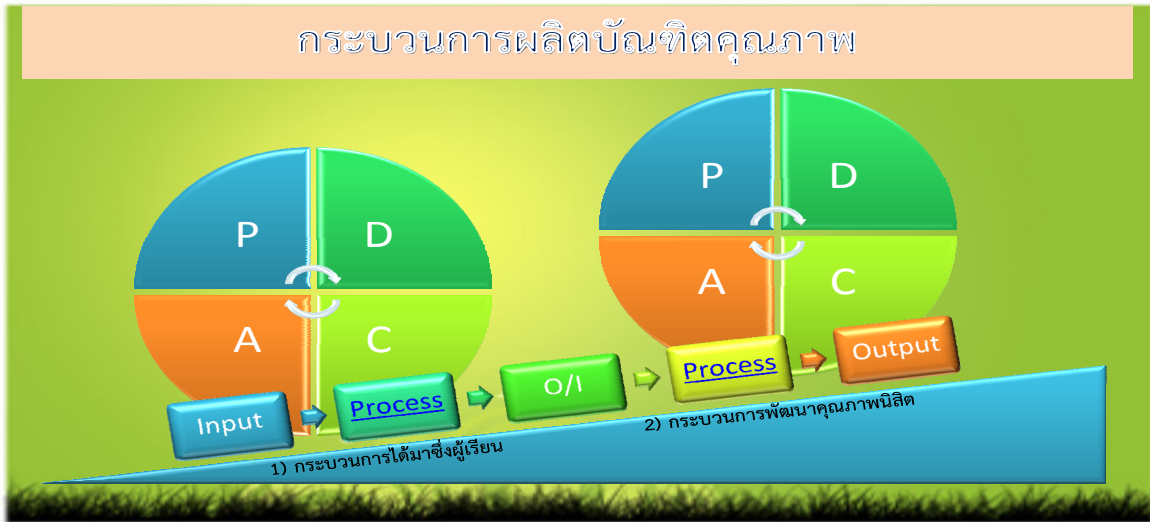 กระบวนการผลิตบัณฑิตคุณภาพ
P
D
A
C
P
D
A
C
Input
Process
O/I
Process
Output
1) กระบวนการได้มาซึ่งผู้เรียน
2) กระบวนการพัฒนาคุณภาพนิสิต